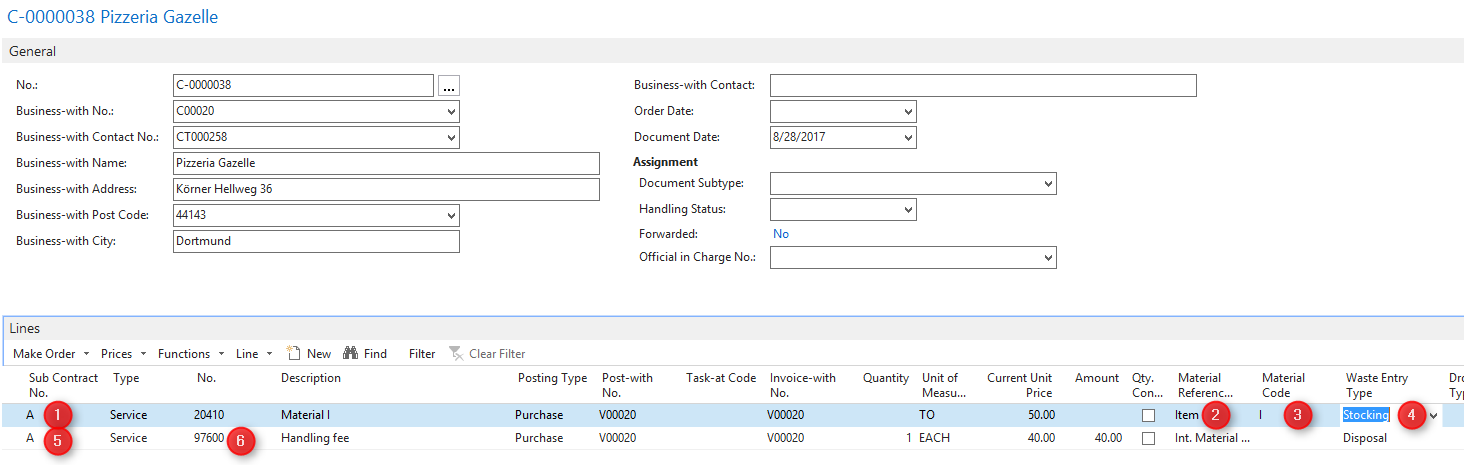 C-0000038 Pizzeria Gazelle
General
No.: C-0000038 ... Business-with Contact:
Business-with No.: C00020 Order Date:
Business-with Contact No.: CT000258 Document Date: 8/28/2017
Business-with Name: Pizzeria Gazelle Assignment
Business-with Address: Körner Hellweg 36 Document Subtype:
Business-with Post Code: 44143 Handling Status:
Business-with City: Dortmund Forwarded: No
Official in Charge No.:
Lines
Make Order Prices Functions Line New Find Filter Clear Filter
Sub Contract Type No. Description Posting Type Post-with Task-at Code Invoice-with Quantity Unit of Current Unit Amount Qty. Material Material Waste Entry Dro
No. No. No. Measu... Price Con... Referenc... Code Type Typ
A 1 Service 20410 Material I Purchase V00020 V00020 TO 50.00 Item 2 I 3 Stocking 4
A 5 Service 97600 6 Handling fee Purchase V00020 V00020 1 EACH 40.00 40.00 Int. Material ... Disposal